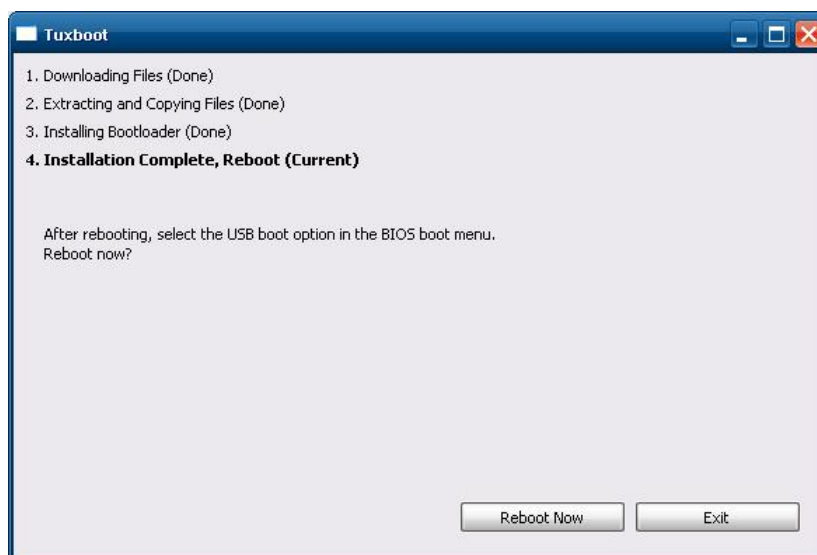 Tuxboot
1. Downloading Files (Done)
2. Extracting and Copying Files (Done)
3. Installing Bootloader (Done)
4. Installation Complete, Reboot (Current)
After rebooting, select the USB boot option in the BIOS boot menu.
Reboot now?
Reboot Now
Exit